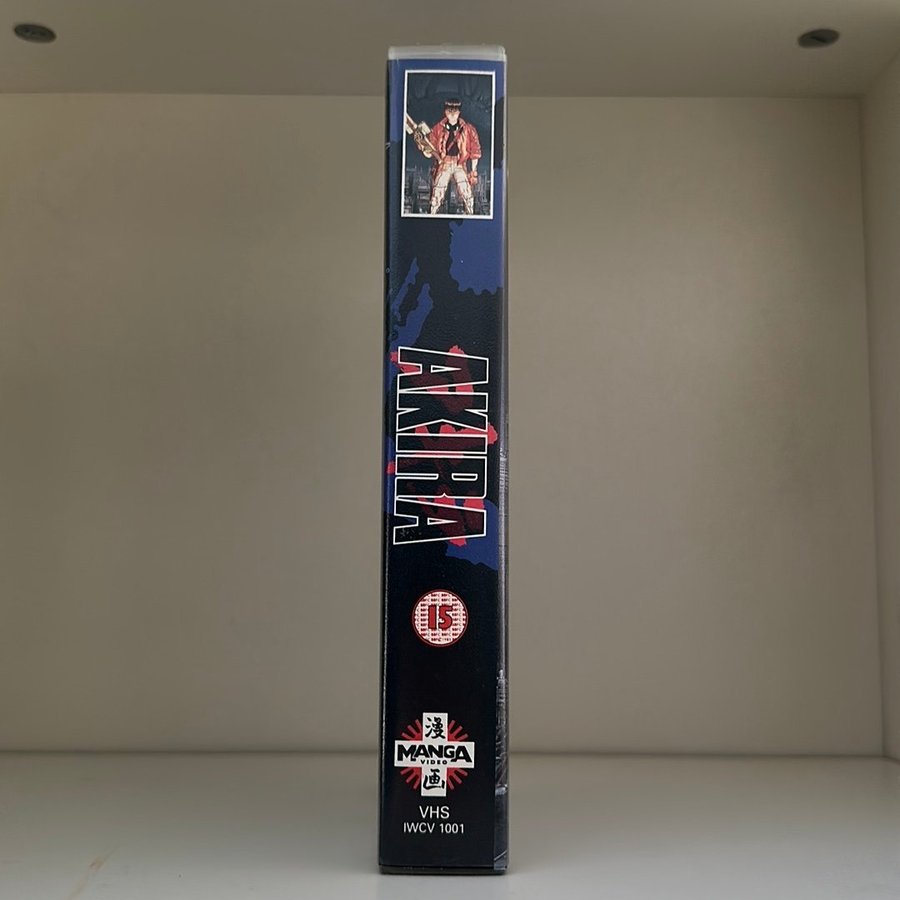 AKIRA
15
漫
MANGA
VIDEO
画
VHS
IWCV 1001